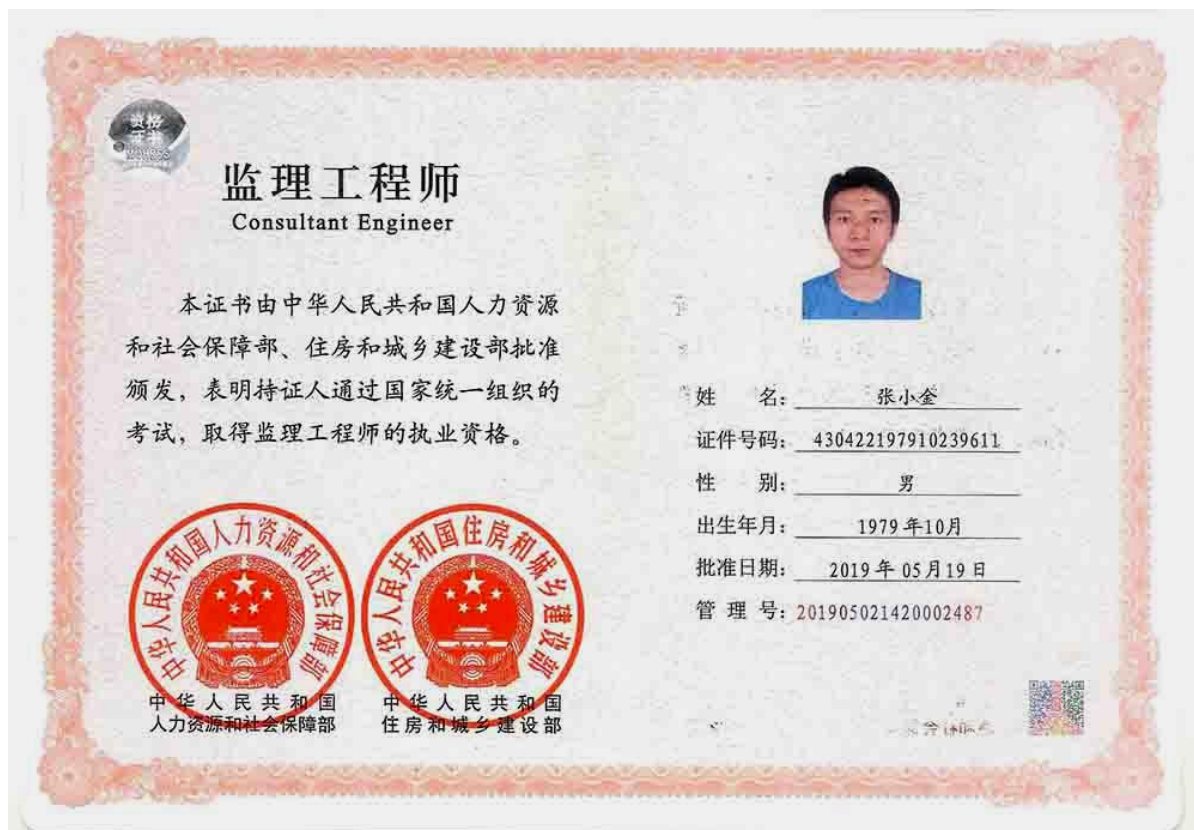 资格
证书
监理工程师
Consultant Engineer
本证书由中华人民共和国人力资源
和社会保障部、住房和城乡建设部批准
颁发，表明持证人通过国家统一组织的
考试，取得监理工程师的执业资格。
中华人民共和国人力资源和社会保障部
中华人民共和国住房和城乡建设部
中华人民共和国
人力资源和社会保障部
中华人民共和国
住房和城乡建设部
姓 名：张小金
证件号码：430422197910239611
性 别：男
出生年月：1979年10月
批准日期：2019年05月19日
管 理 号：201905021420002487